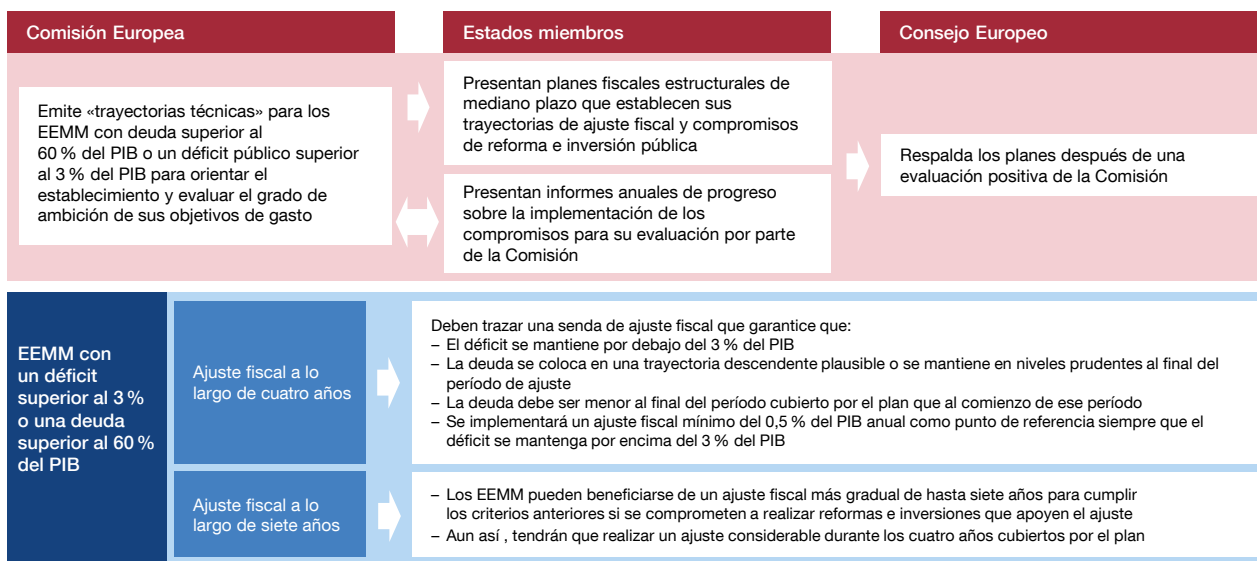 Comisión Europea
Emite «trayectorias técnicas» para los
EEMM con deuda superior al
60 % del PIB o un déficit público superior
al 3 % del PIB para orientar el
establecimiento y evaluar el grado de
ambición de sus objetivos de gasto
Estados miembros
Presentan planes fiscales estructurales de
mediano plazo que establecen sus
trayectorias de ajuste fiscal y compromisos
de reforma e inversión pública
Presentan informes anuales de progreso
sobre la implementación de los
compromisos para su evaluación por parte
de la Comisión
Consejo Europeo
Respalda los planes después de una
evaluación positiva de la Comisión
EEMM con
un déficit
superior al 3 %
o una deuda
superior al 60 %
del PIB
Ajuste fiscal a lo
largo de cuatro años
Deben trazar una senda de ajuste fiscal que garantice que:
– El déficit se mantiene por debajo del 3 % del PIB
– La deuda se coloca en una trayectoria descendente plausible o se mantiene en niveles prudentes al final del
período de ajuste
– La deuda debe ser menor al final del período cubierto por el plan que al comienzo de ese período
– Se implementará un ajuste fiscal mínimo del 0,5 % del PIB anual como punto de referencia siempre que el
déficit se mantenga por encima del 3 % del PIB
Ajuste fiscal a lo
largo de siete años
– Los EEMM pueden beneficiarse de un ajuste fiscal más gradual de hasta siete años para cumplir
los criterios anteriores si se comprometen a realizar reformas e inversiones que apoyen el ajuste
– Aun así , tendrán que realizar un ajuste considerable durante los cuatro años cubiertos por el plan